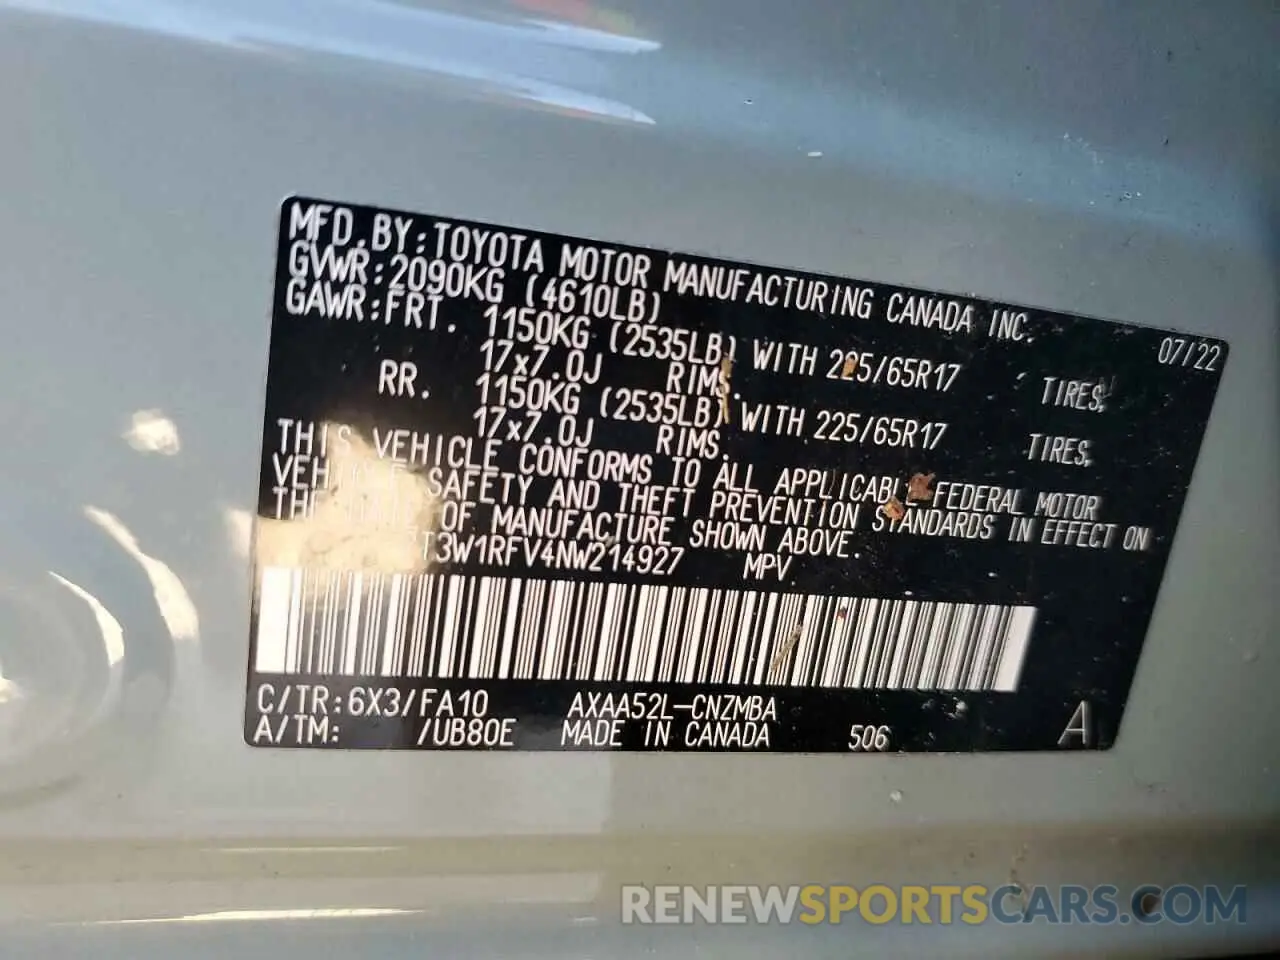 MFD. BY: TOYOTA MOTOR MANUFACTURING CANADA INC. 07/22
GVWR: 2090KG (4610LB)
GAWR: FRT. 1150KG (2535LB) WITH 225/65R17 TIRES,
17x7.0J RIMS.
RR. 1150KG (2535LB) WITH 225/65R17 TIRES,
17x7.0J RIMS.
THIS VEHICLE CONFORMS TO ALL APPLICABLE FEDERAL MOTOR
VEHICLE SAFETY AND THEFT PREVENTION STANDARDS IN EFFECT ON
THE DATE OF MANUFACTURE SHOWN ABOVE.
T3W1RFV4NW214927 MPV
C/TR: 6X3/FA10 AXAA52L-CNZMBA
A/TM: /UB80E MADE IN CANADA 506 A
RENEWSPORTSCARS.COM